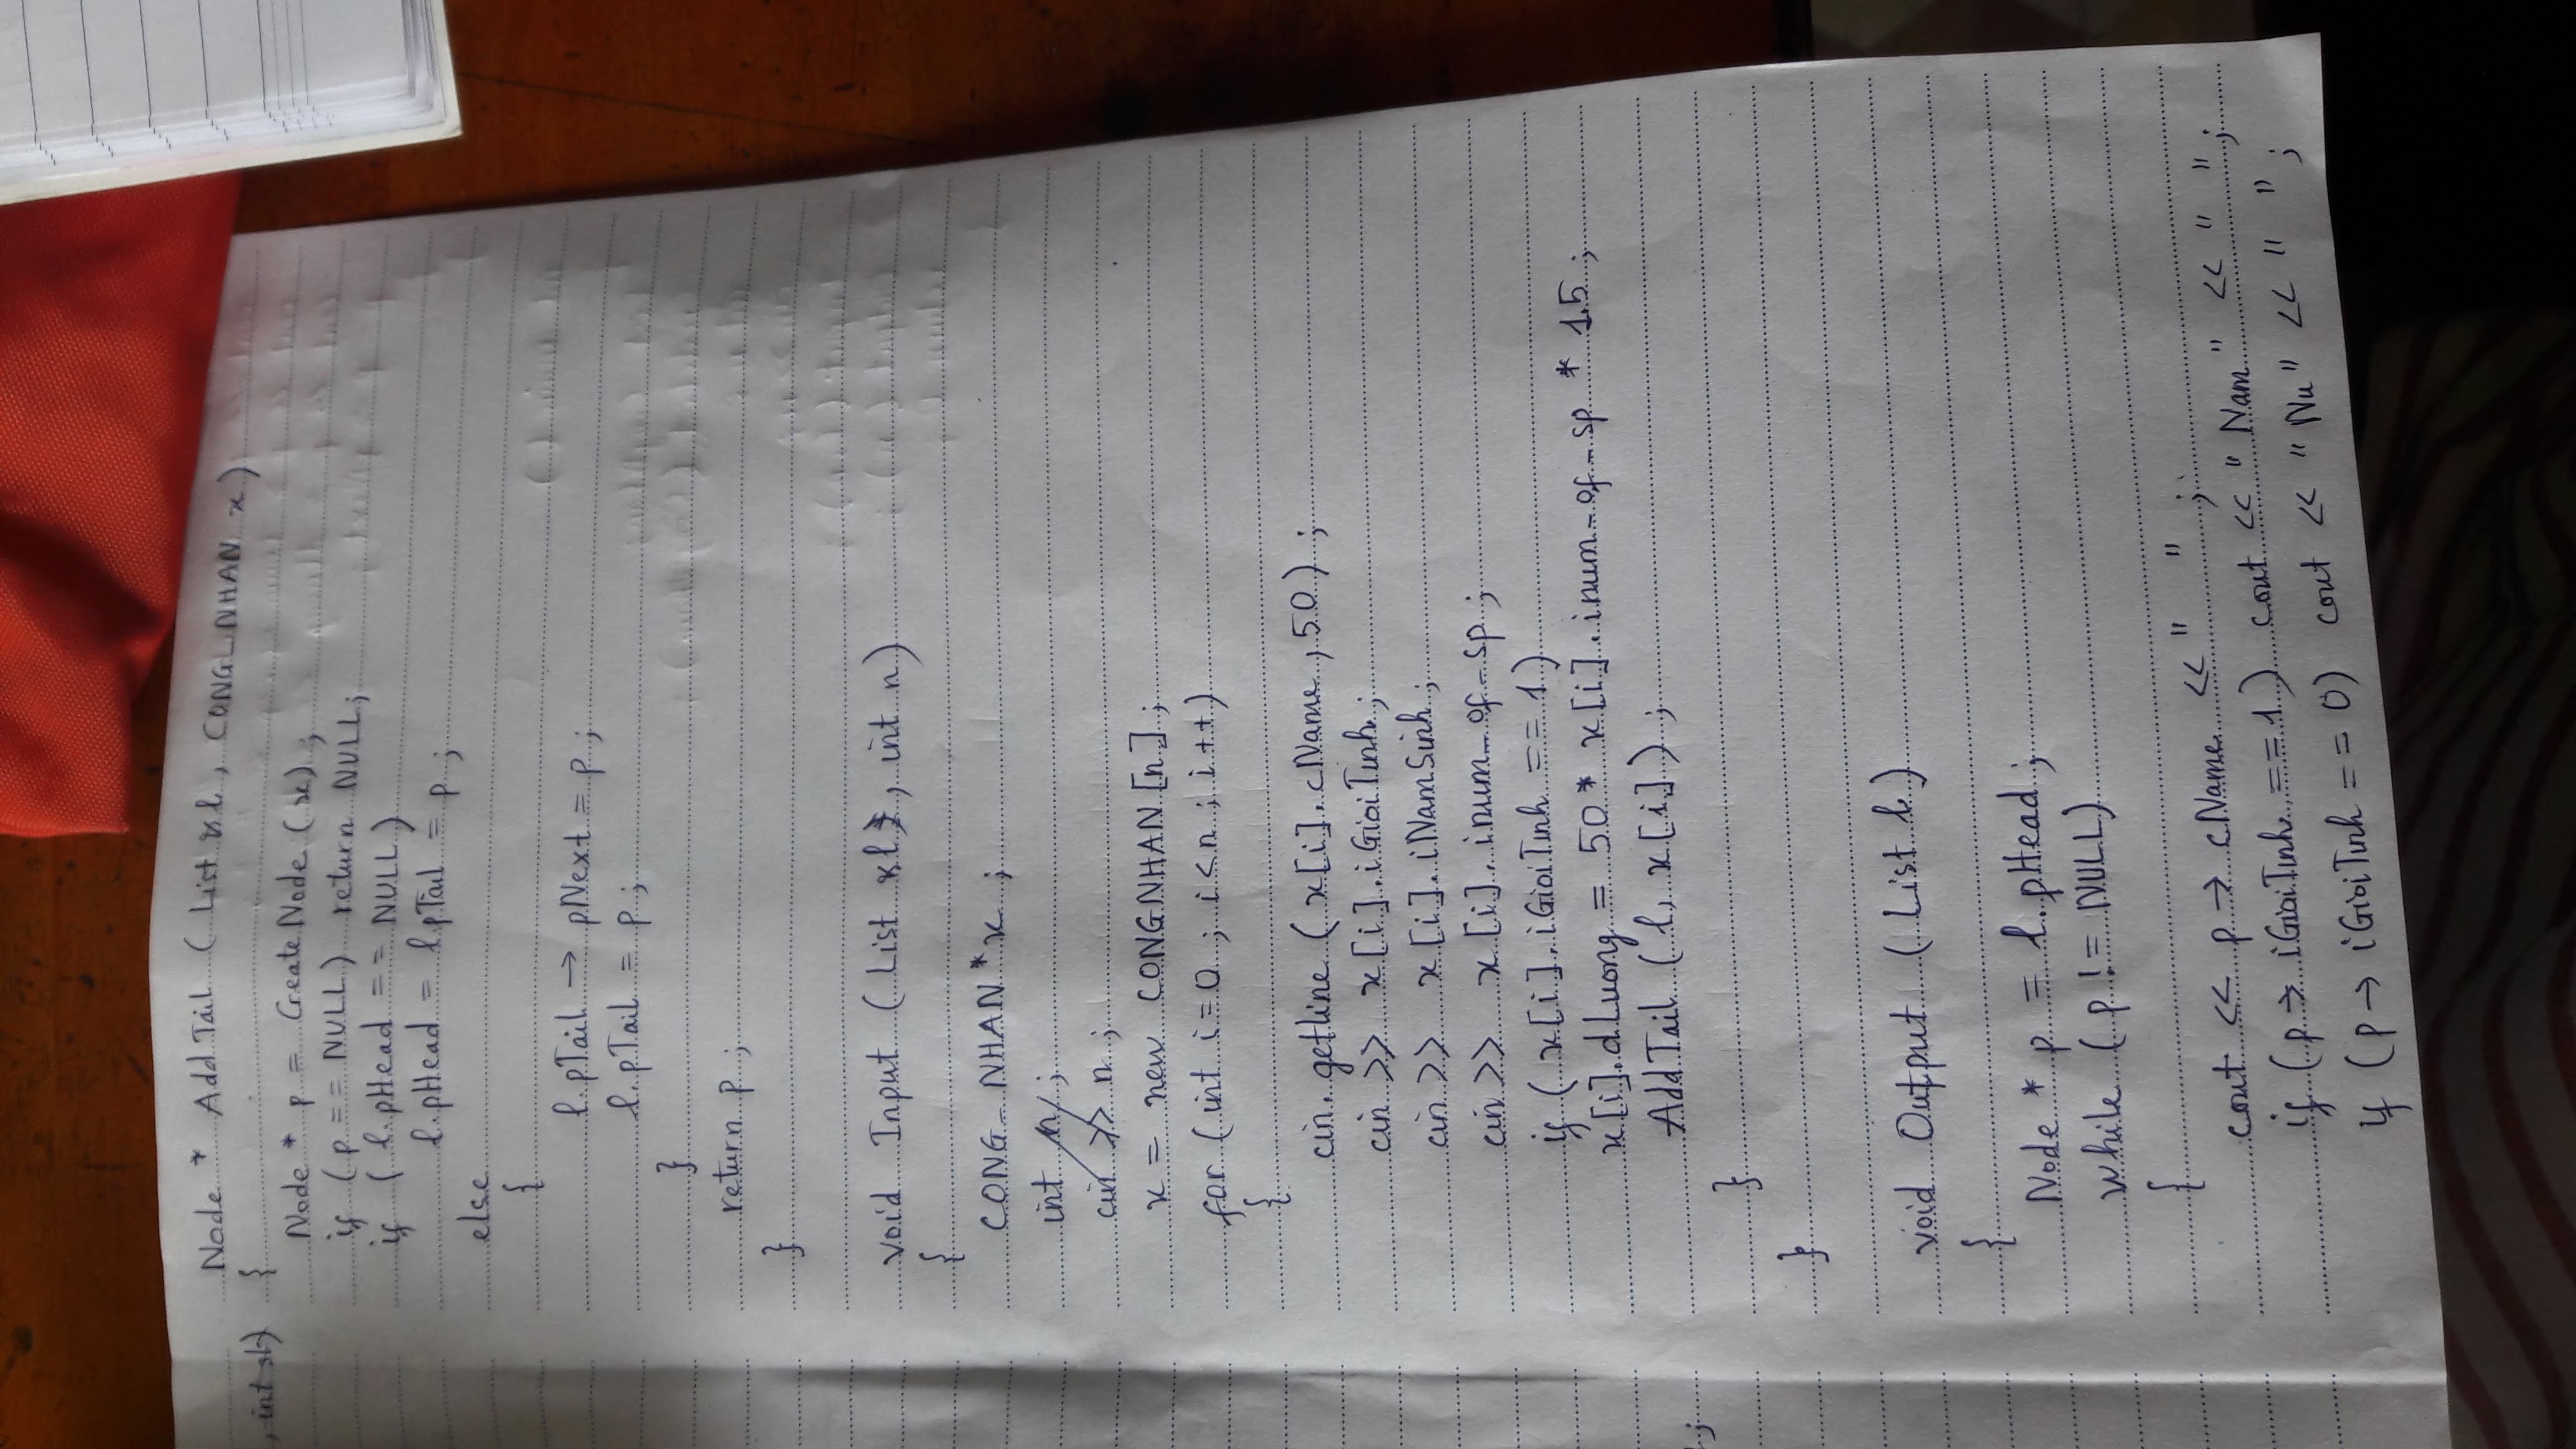 Node * AddTail ( List &l , CONG_NHAN x )
, int sl)
{
Node * p = CreateNode ( x ) ;
if ( p == NULL ) return NULL ;
if ( l.pHead == NULL )
l.pHead = l.pTail = p ;
else
{
l.pTail → pNext = p ;
l.pTail = p ;
}
return p ;
}
void Input ( List &l , int n )
{
CONG_NHAN * x ;
int n ;
cin >> n ;
x = new CONGNHAN [n] ;
for ( int i = 0 ; i < n ; i++ )
{
cin.getline ( x[i].cName , 50 ) ;
cin >> x[i].iGioiTinh ;
cin >> x[i].iNamSinh ;
cin >> x[i].inum_of_sp ;
if ( x[i].iGioiTinh == 1 )
x[i].dLuong = 50 * x[i].inum_of_sp * 1.5 ;
AddTail ( l, x[i] ) ;
}
}
void Output ( List l )
{
Node * p = l.pHead ;
while ( p != NULL )
{
cout << p → cName << " " ;
if ( p → iGioiTinh == 1 ) cout << "Nam" << " " ;
if ( p → iGioiTinh == 0 ) cout << "Nu" << " " ;